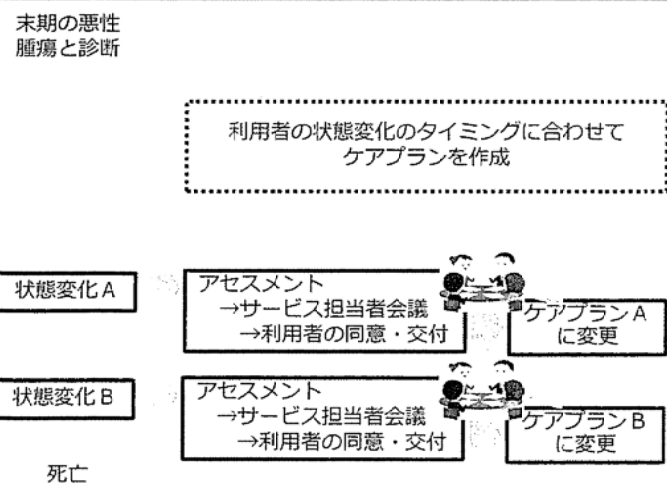 末期の悪性
腫瘍と診断
利用者の状態変化のタイミングに合わせて
ケアプランを作成
状態変化A
アセスメント
→サービス担当者会議
→利用者の同意・交付
ケアプランA
に変更
状態変化B
アセスメント
→サービス担当者会議
→利用者の同意・交付
ケアプランB
に変更
死亡